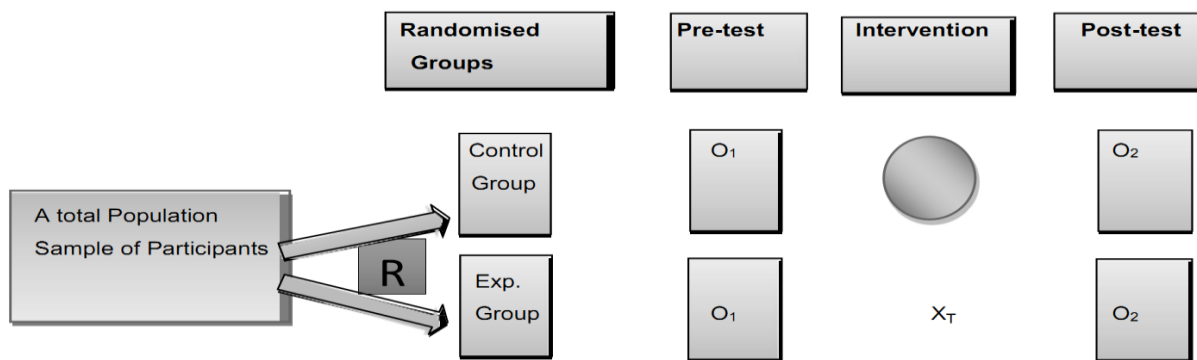 Randomised
Groups
Pre-test
Intervention
Post-test
Control
Group
O₁
O₂
A total Population
Sample of Participants
R
Exp.
Group
O₁
X_T
O₂